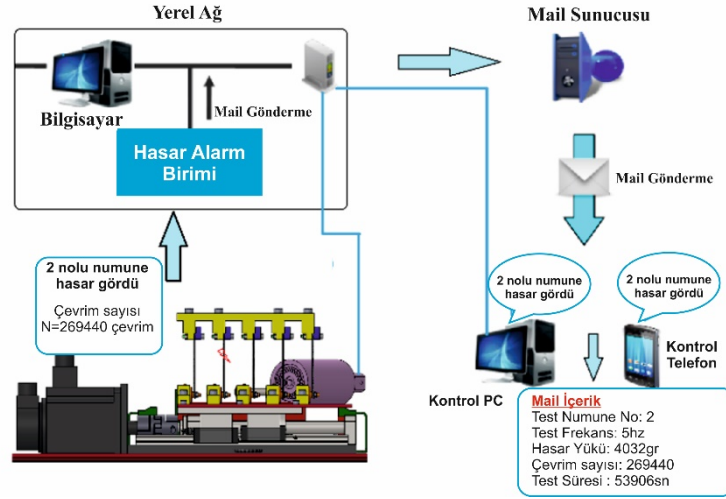 Yerel Ağ
Mail Sunucusu
Bilgisayar
Mail Gönderme
Hasar Alarm
Birimi
Mail Gönderme
2 nolu numune
hasar gördü
Çevrim sayısı
N=269440 çevrim
2 nolu numune
hasar gördü
2 nolu numune
hasar gördü
Kontrol PC
Kontrol
Telefon
Mail İçerik
Test Numune No: 2
Test Frekans: 5hz
Hasar Yükü: 4032gr
Çevrim sayısı: 269440
Test Süresi : 53906sn